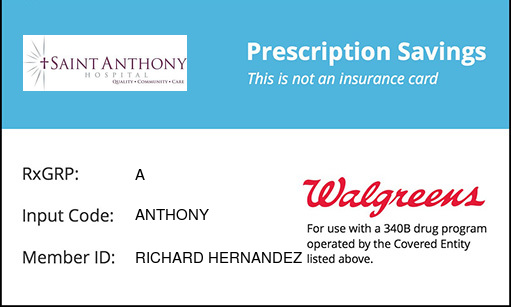 SAINT ANTHONY
HOSPITAL
QUALITY • COMMUNITY • CARE
Prescription Savings
This is not an insurance card
RxGRP: A
Input Code: ANTHONY
Member ID: RICHARD HERNANDEZ
Walgreens
For use with a 340B drug program
operated by the Covered Entity
listed above.